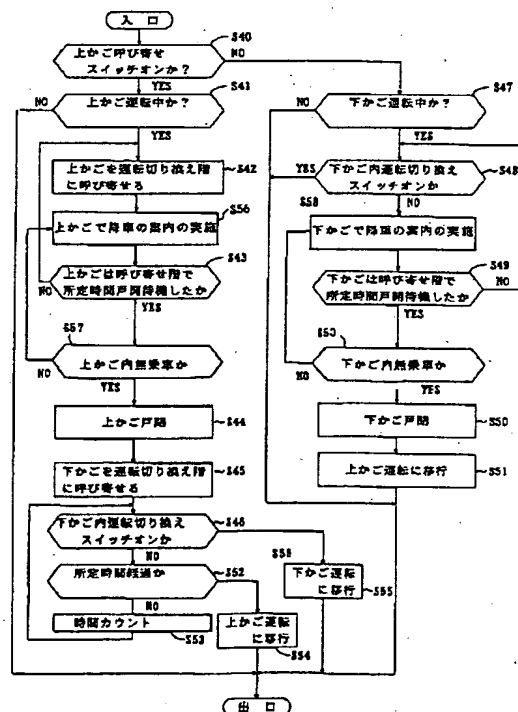 入口
S40
上かご呼び寄せ
スイッチオンか?
NO
YES
S41
NO
上かご運転中か?
YES
上かごを運転切り換え階
に呼び寄せる
S42
S56
上かごで降車の案内の実施
S43
上かごは呼び寄せ階で
所定時間戸開待機したか
NO
YES
S57
上かご内無乗車か
NO
YES
上かご戸閉
S44
下かごを運転切り換え階
に呼び寄せる
S45
下かご内運転切り換え
スイッチオンか
S46
NO
YES
所定時間経過か
S52
NO
時間カウント
S53
上かご運転
に移行
S54
下かご運転
に移行
S55
S47
NO
下かご運転中か?
YES
YES
下かご内運転切り換え
スイッチオンか
S48
NO
S58
下かごで降車の案内の実施
下かごは呼び寄せ階で
所定時間戸開待機したか
S49
NO
YES
下かご内無乗車か
NO
YES
下かご戸閉
S50
上かご運転に移行
S51
出口